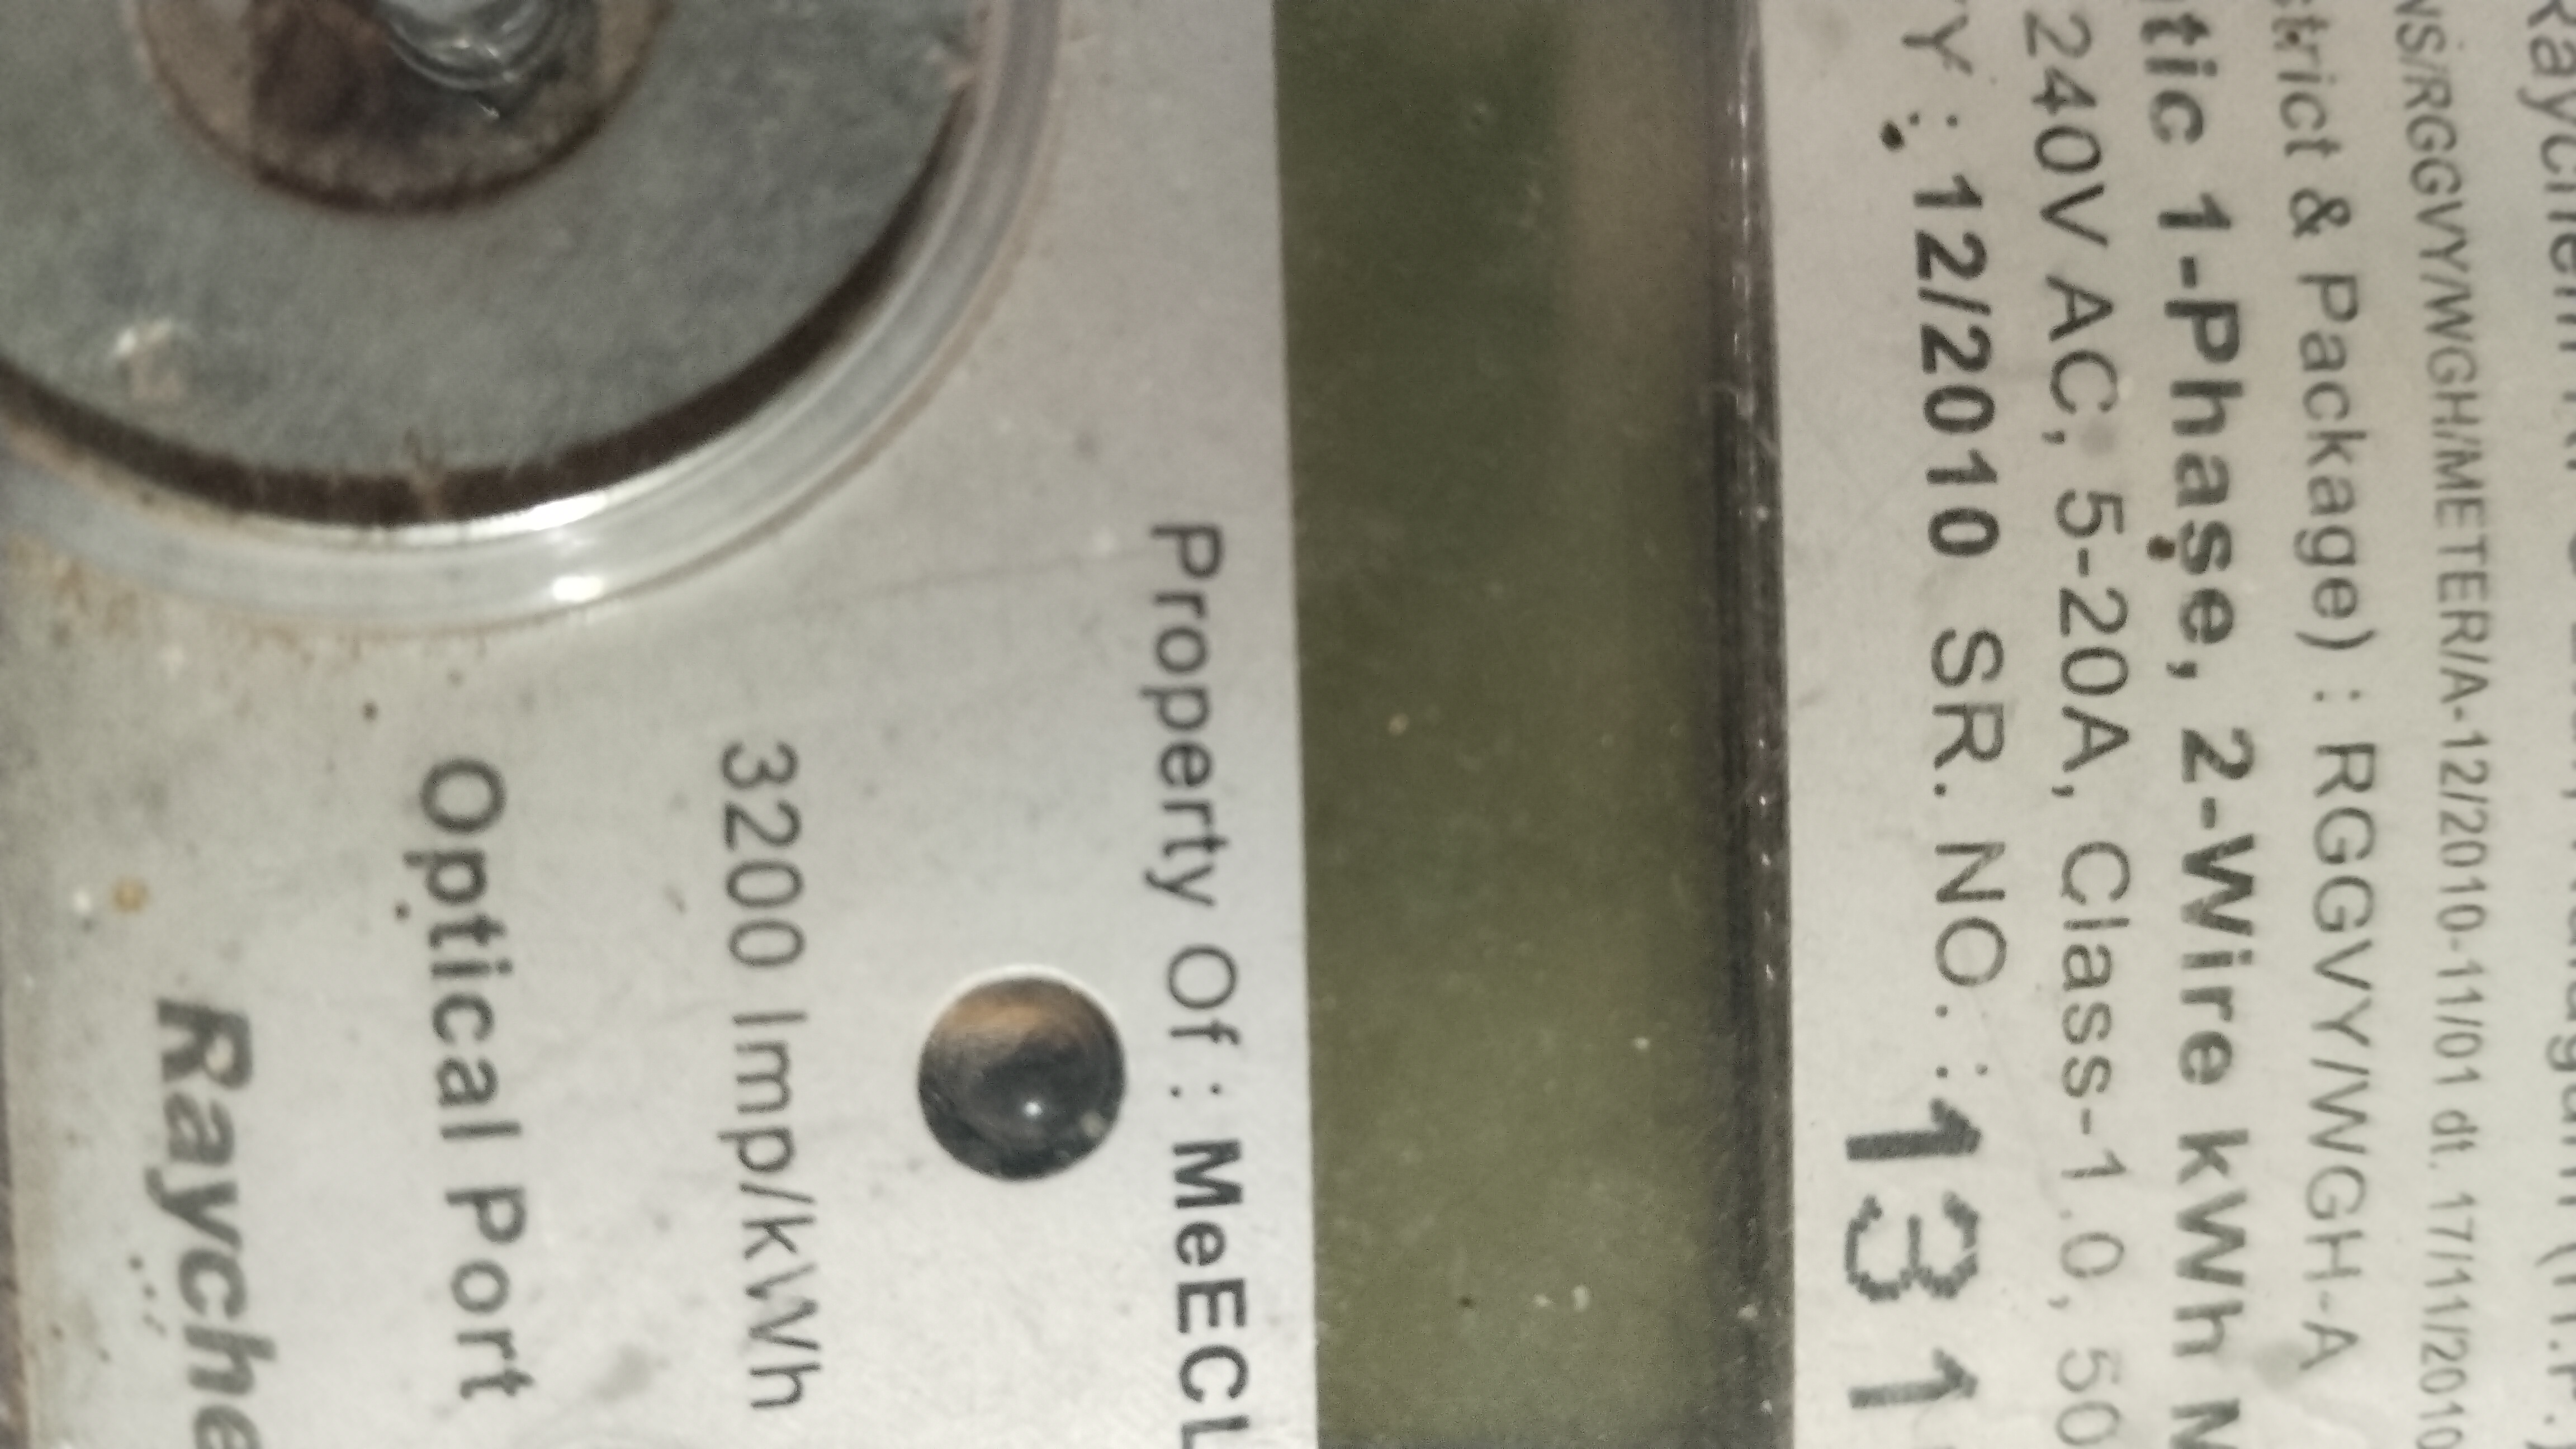 NS/RGGVY/WGH/METER/A-12/2010-11/01 dt. 17/11/2010
& Package) : RGGVY/WGH-A
1-Phase, 2-Wire kWh
240V AC, 5-20A, Class-1.0, 50
Y : 12/2010 SR. NO. : 131
Property Of : MeECL
3200 Imp/kWh
Optical Port
Rayche